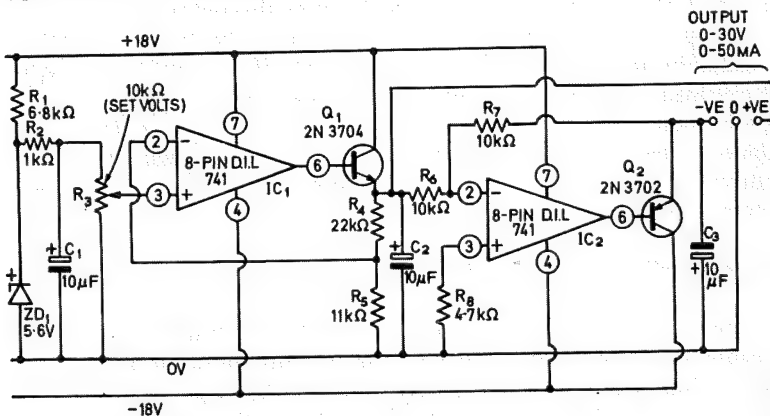 OUTPUT
0-30V
0-50MA
-VE 0 +VE
+18V
R1
6.8kΩ
R2
1kΩ
10kΩ
(SET VOLTS)
R3
C1
10μF
ZD1
5·6V
2
3
7
8-PIN D.I.L
741
6
4
IC1
Q1
2N 3704
R4
22kΩ
R5
11kΩ
C2
10μF
R6
10kΩ
R7
10kΩ
2
3
7
8-PIN D.I.L
741
6
4
IC2
R8
4·7kΩ
Q2
2N 3702
C3
10
μF
0V
-18V
+
-
+
-
+
+
+
+